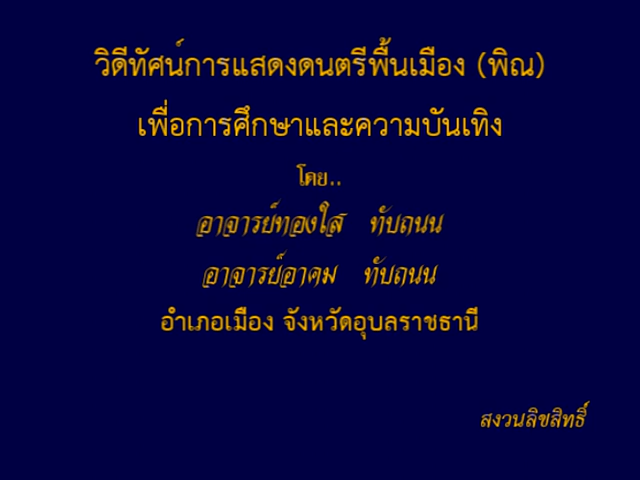 วิดีทัศน์การแสดงดนตรีพื้นเมือง (พิณ)
เพื่อการศึกษาและความบันเทิง
โดย..
อาจารย์ทองใส ทับถนน
อาจารย์อาคม ทับถนน
อำเภอเมือง จังหวัดอุบลราชธานี
สงวนลิขสิทธิ์